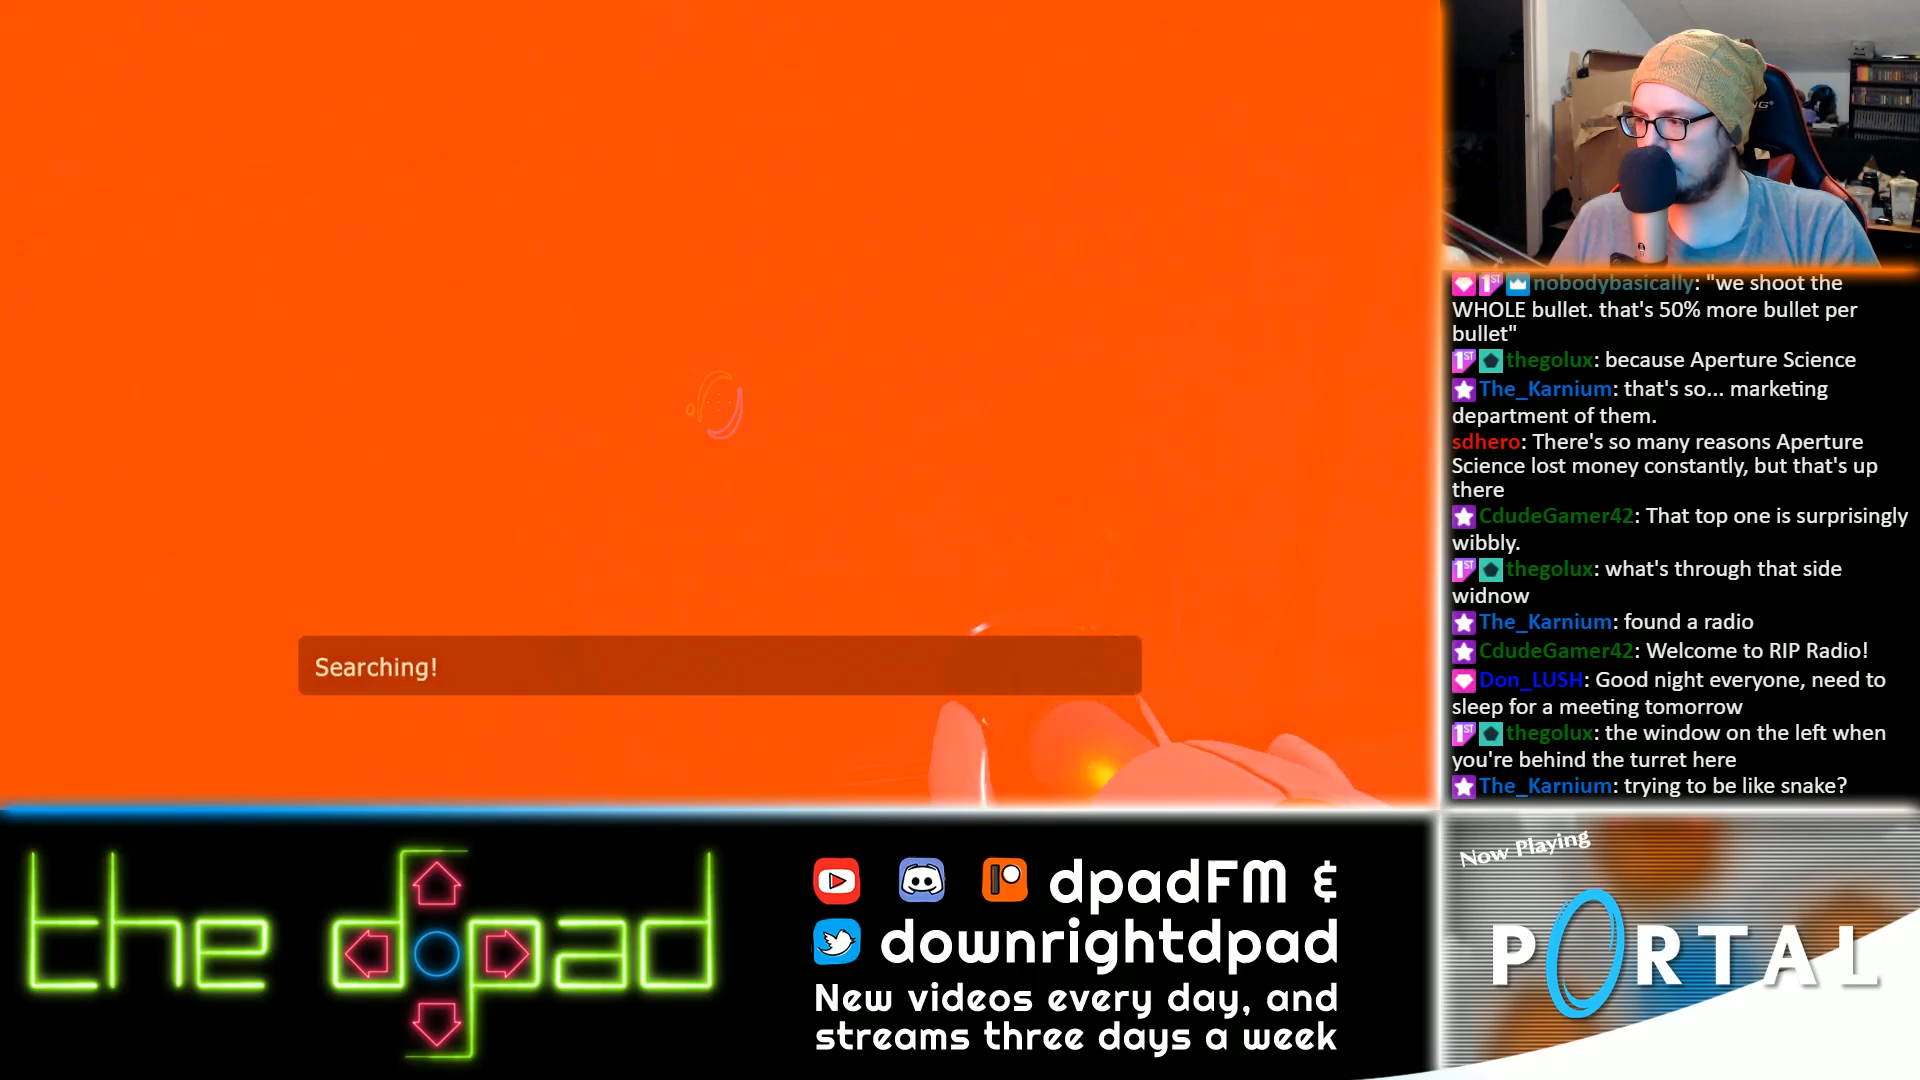 nobodybasically: "we shoot the
WHOLE bullet. that's 50% more bullet per
bullet"
1ST thegolux: because Aperture Science
The_Karnium: that's so... marketing
department of them.
sdhero: There's so many reasons Aperture
Science lost money constantly, but that's up
there
CdudeGamer42: That top one is surprisingly
wibbly.
1ST thegolux: what's through that side
widnow
The_Karnium: found a radio
CdudeGamer42: Welcome to RIP Radio!
Don_LUSH: Good night everyone, need to
sleep for a meeting tomorrow
1ST thegolux: the window on the left when
you're behind the turret here
The_Karnium: trying to be like snake?
Searching!
the dpad
dpadFM &
downrightdpad
New videos every day, and
streams three days a week
Now Playing
PORTAL